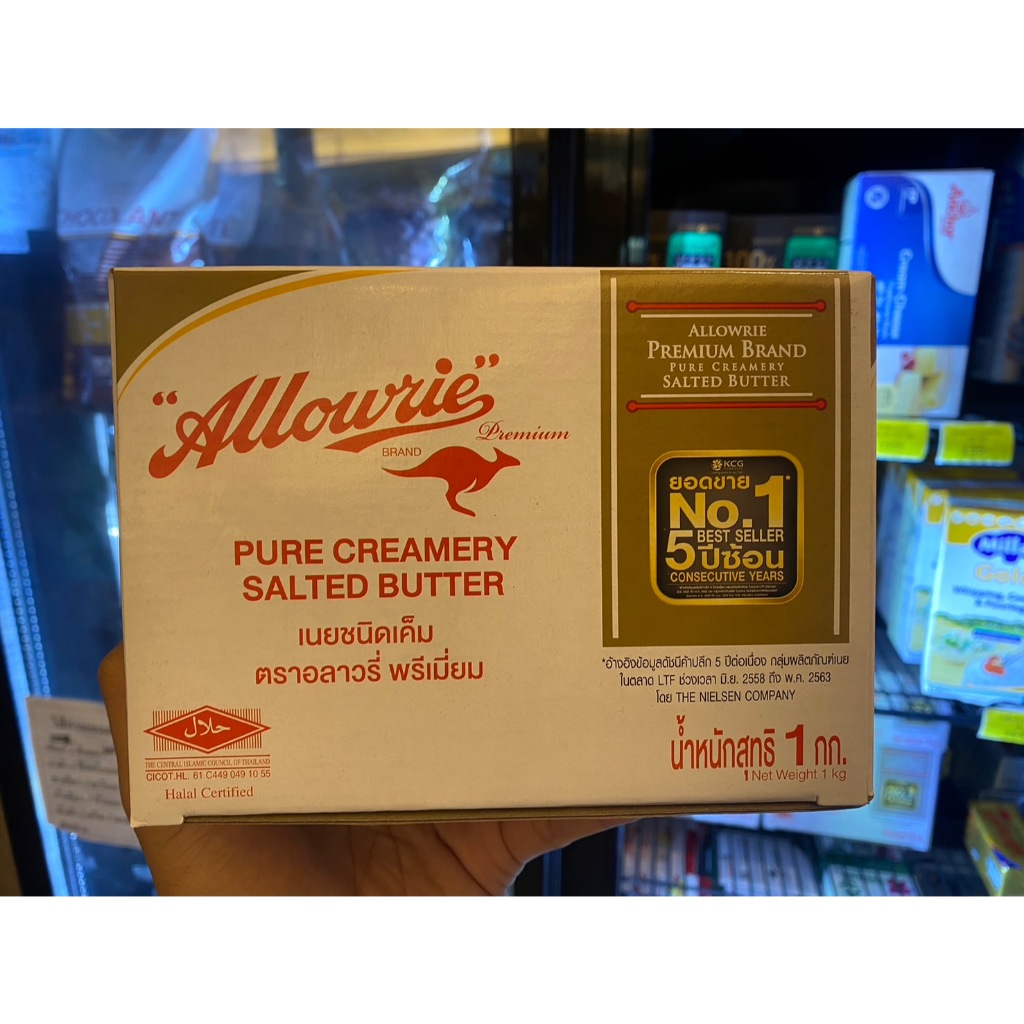 "Allowrie"
Premium
BRAND
PURE CREAMERY
SALTED BUTTER
เนยชนิดเค็ม
ตราอลาวรี่ พรีเมี่ยม
حلال
THE CENTRAL ISLAMIC COUNCIL OF THAILAND
CICOT.HL. 61 C449 049 10 55
Halal Certified
ALLOWRIE
PREMIUM BRAND
PURE CREAMERY
SALTED BUTTER
KCG
ยอดขาย
No.1*
BEST SELLER
5 ปีซ้อน
CONSECUTIVE YEARS
*อ้างอิงข้อมูลดัชนีค้าปลีก 5 ปีต่อเนื่อง กลุ่มผลิตภัณฑ์เนย
ในตลาด LTF ช่วงเวลา มิ.ย. 2558 ถึง พ.ค. 2563
โดย THE NIELSEN COMPANY
น้ำหนักสุทธิ 1 กก.
Net Weight 1 kg
Anchor
100%